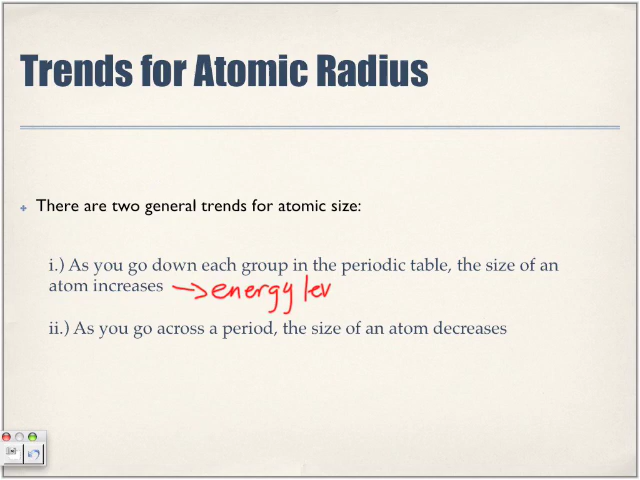 Trends for Atomic Radius
There are two general trends for atomic size:
i.) As you go down each group in the periodic table, the size of an
atom increases → energy lev
ii.) As you go across a period, the size of an atom decreases